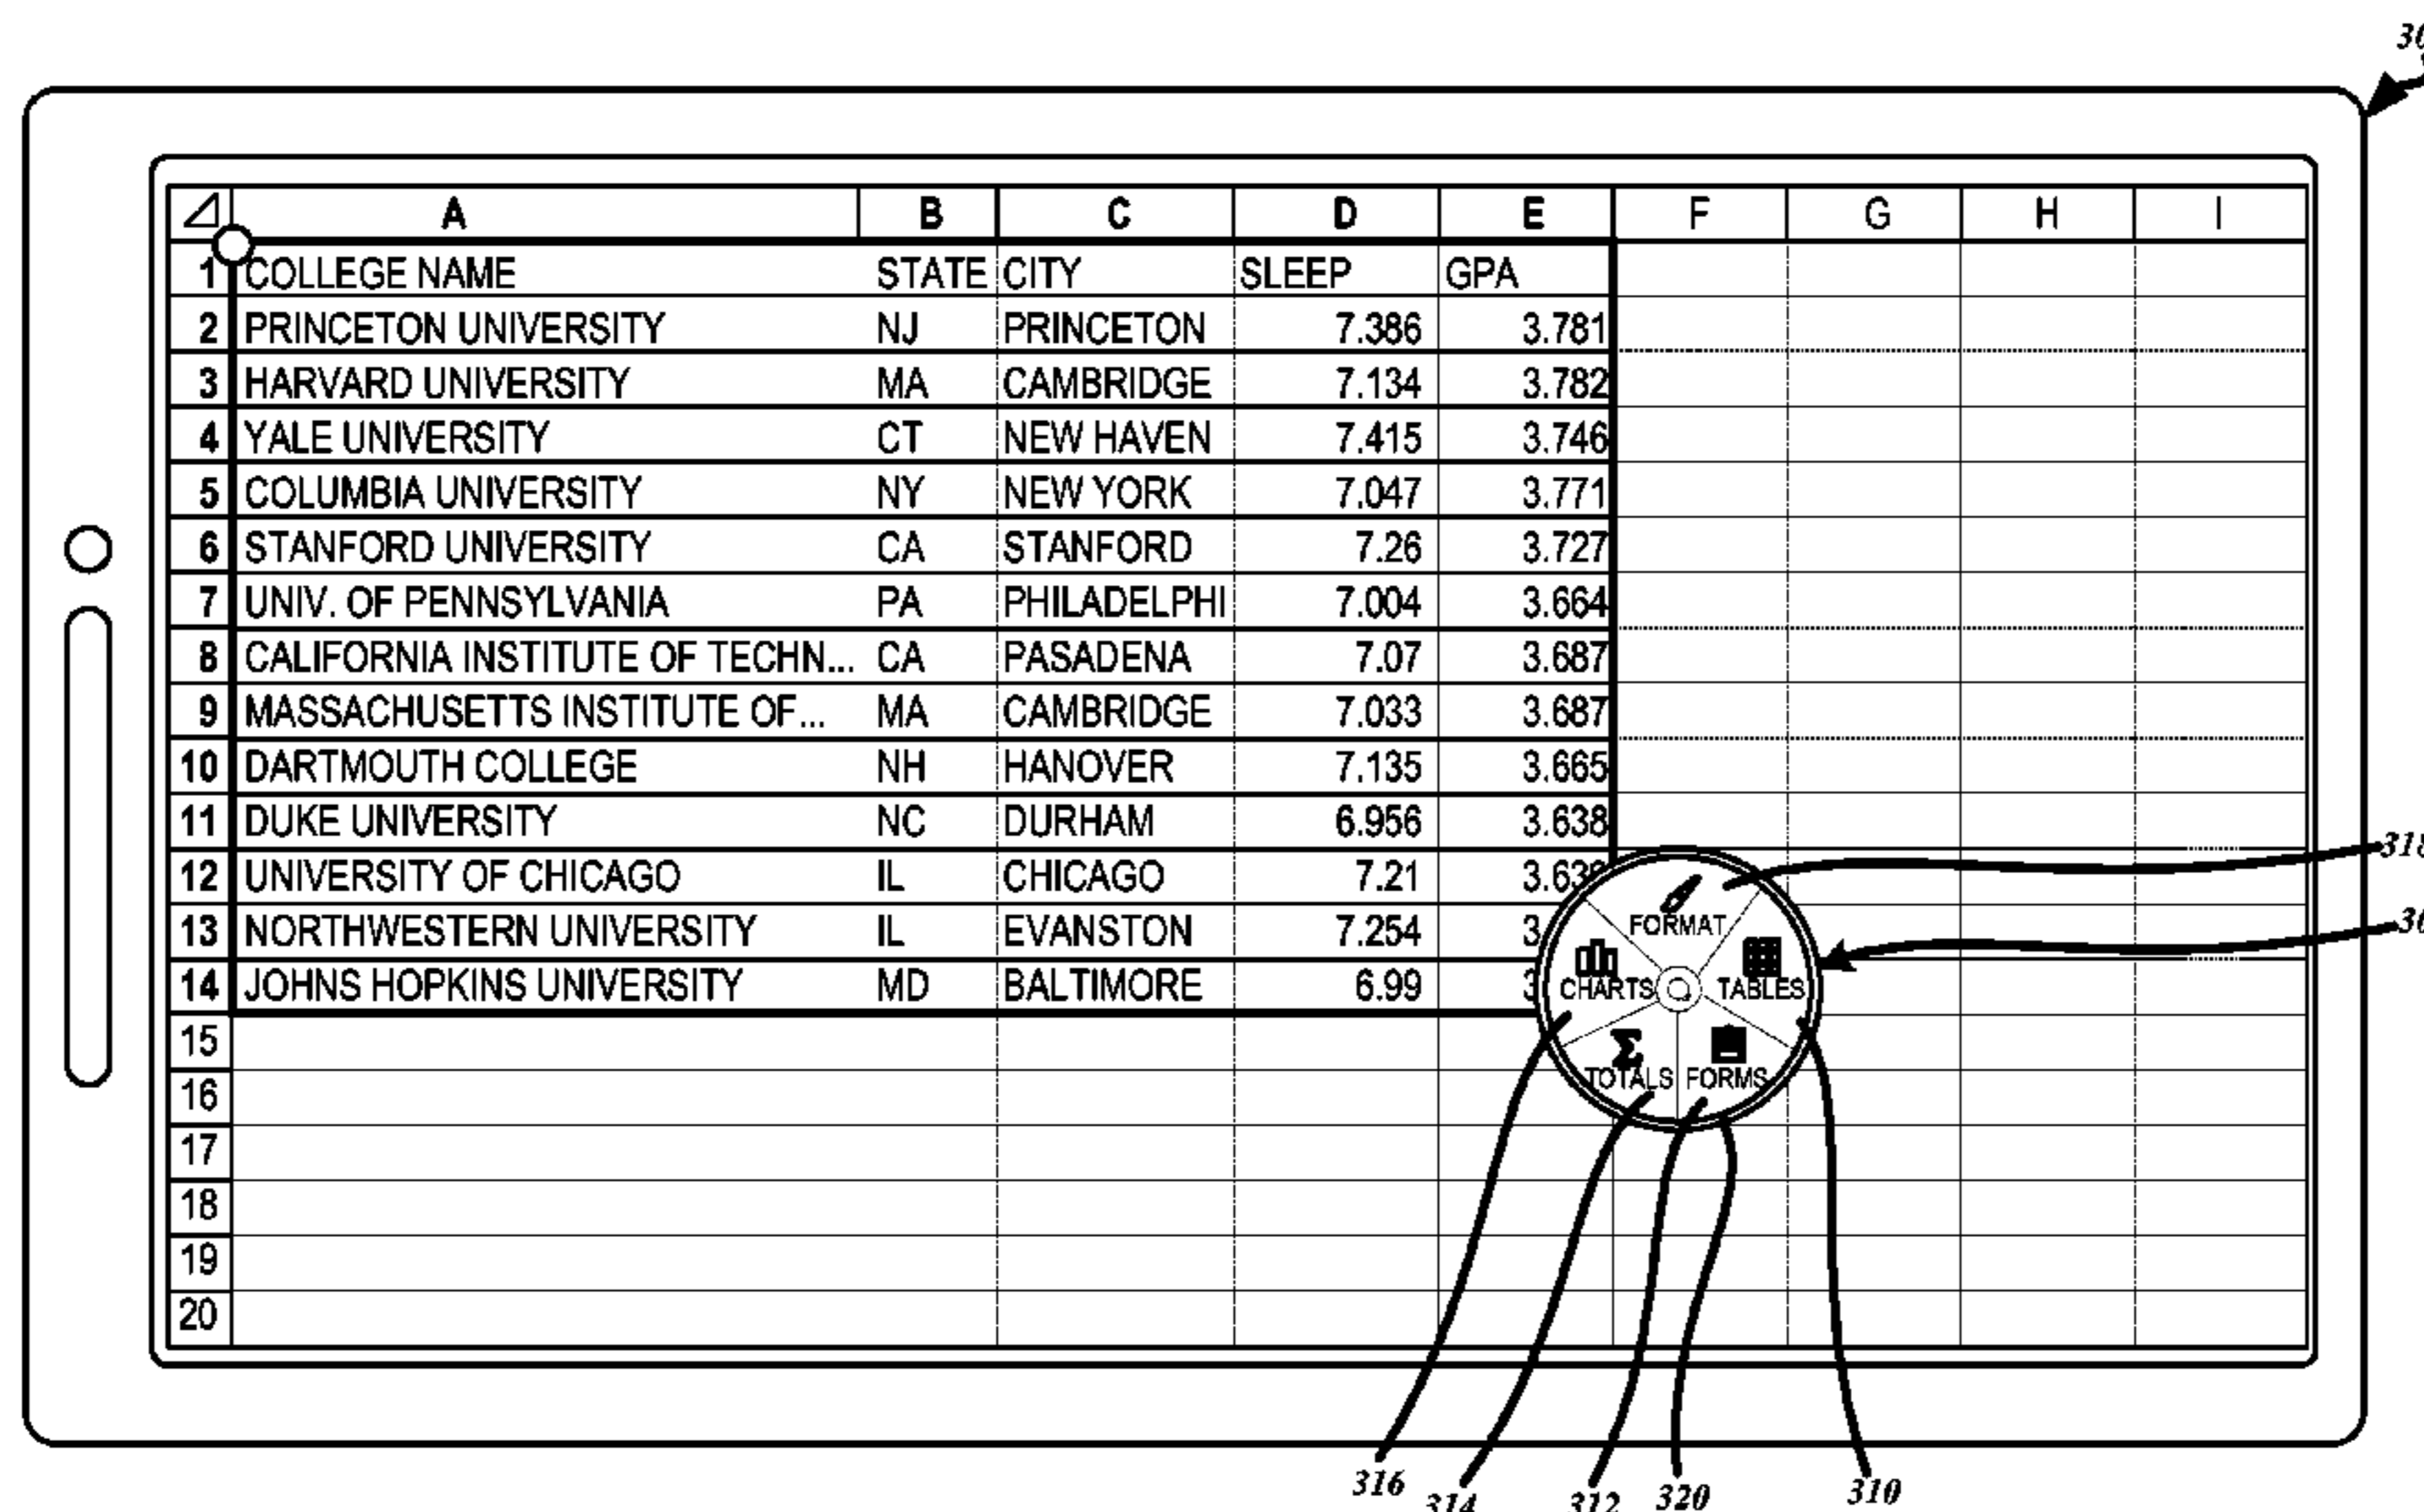 A B C D E F G H I
1 COLLEGE NAME STATE CITY SLEEP GPA
2 PRINCETON UNIVERSITY NJ PRINCETON 7.386 3.781
3 HARVARD UNIVERSITY MA CAMBRIDGE 7.134 3.782
4 YALE UNIVERSITY CT NEW HAVEN 7.415 3.746
5 COLUMBIA UNIVERSITY NY NEW YORK 7.047 3.771
6 STANFORD UNIVERSITY CA STANFORD 7.26 3.727
7 UNIV. OF PENNSYLVANIA PA PHILADELPHI 7.004 3.664
8 CALIFORNIA INSTITUTE OF TECHN... CA PASADENA 7.07 3.687
9 MASSACHUSETTS INSTITUTE OF... MA CAMBRIDGE 7.033 3.687
10 DARTMOUTH COLLEGE NH HANOVER 7.135 3.665
11 DUKE UNIVERSITY NC DURHAM 6.956 3.638
318
12 UNIVERSITY OF CHICAGO IL CHICAGO 7.21
FORMAT
13 NORTHWESTERN UNIVERSITY IL EVANSTON 7.254
14 JOHNS HOPKINS UNIVERSITY MD BALTIMORE 6.99
CHARTS TABLES
15
Σ
TOTALS FORMS
16
17
18
19
20
316 314 312 320 310